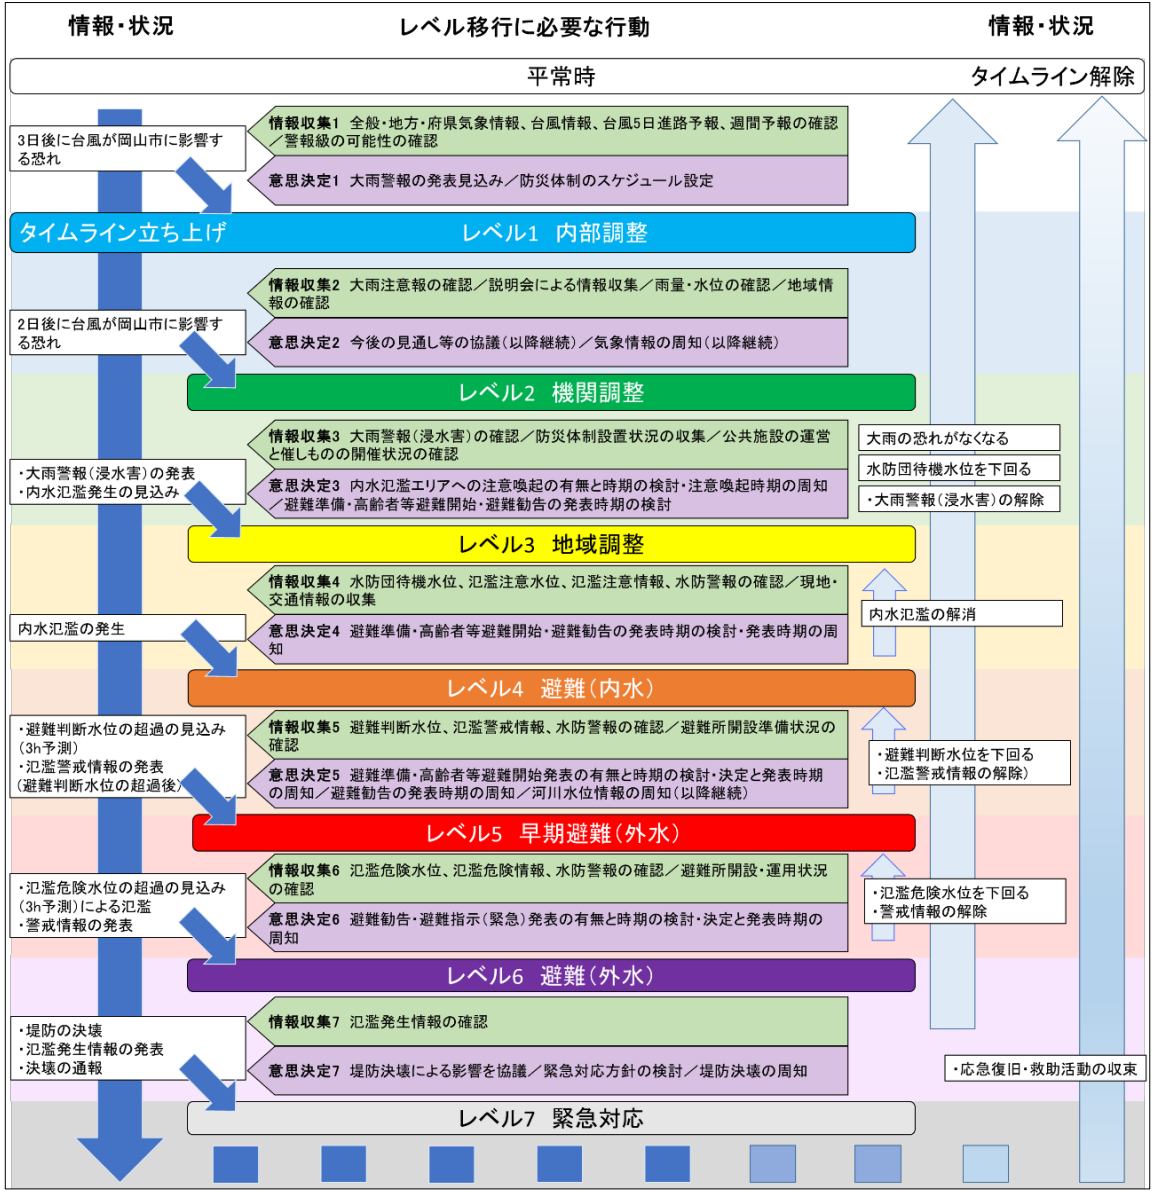 情報・状況
レベル移行に必要な行動
情報・状況
平常時
タイムライン解除
3日後に台風が岡山市に影響す
る恐れ
情報収集1 全般・地方・府県気象情報、台風情報、台風5日進路予報、週間予報の確認
／警報級の可能性の確認
意思決定1 大雨警報の発表見込み／防災体制のスケジュール設定
タイムライン立ち上げ
レベル1 内部調整
情報収集2 大雨注意報の確認／説明会による情報収集／雨量・水位の確認／地域情
報の確認
2日後に台風が岡山市に影響す
る恐れ
意思決定2 今後の見通し等の協議(以降継続)／気象情報の周知(以降継続)
レベル2 機関調整
情報収集3 大雨警報(浸水害)の確認／防災体制設置状況の収集／公共施設の運営
と催しものの開催状況の確認
・大雨警報(浸水害)の発表
・内水氾濫発生の見込み
意思決定3 内水氾濫エリアへの注意喚起の有無と時期の検討・注意喚起時期の周知
／避難準備・高齢者等避難開始・避難勧告の発表時期の検討
大雨の恐れがなくなる
水防団待機水位を下回る
・大雨警報(浸水害)の解除
レベル3 地域調整
情報収集4 水防団待機水位、氾濫注意水位、氾濫注意情報、水防警報の確認／現地・
交通情報の収集
内水氾濫の発生
意思決定4 避難準備・高齢者等避難開始・避難勧告の発表時期の検討・発表時期の周
知
内水氾濫の解消
レベル4 避難(内水)
・避難判断水位の超過の見込み
(3h予測)
・氾濫警戒情報の発表
(避難判断水位の超過後)
情報収集5 避難判断水位、氾濫警戒情報、水防警報の確認／避難所開設準備状況の
確認
意思決定5 避難準備・高齢者等避難開始発表の有無と時期の検討・決定と発表時期
の周知／避難勧告の発表時期の周知／河川水位情報の周知(以降継続)
・避難判断水位を下回る
・氾濫警戒情報の解除)
レベル5 早期避難(外水)
情報収集6 氾濫危険水位、氾濫危険情報、水防警報の確認／避難所開設・運用状況
の確認
・氾濫危険水位の超過の見込み
(3h予測)による氾濫
・警戒情報の発表
意思決定6 避難勧告・避難指示(緊急)発表の有無と時期の検討・決定と発表時期の
周知
・氾濫危険水位を下回る
・警戒情報の解除
レベル6 避難(外水)
情報収集7 氾濫発生情報の確認
・堤防の決壊
・氾濫発生情報の発表
・決壊の通報
意思決定7 堤防決壊による影響を協議／緊急対応方針の検討／堤防決壊の周知
・応急復旧・救助活動の収束
レベル7 緊急対応